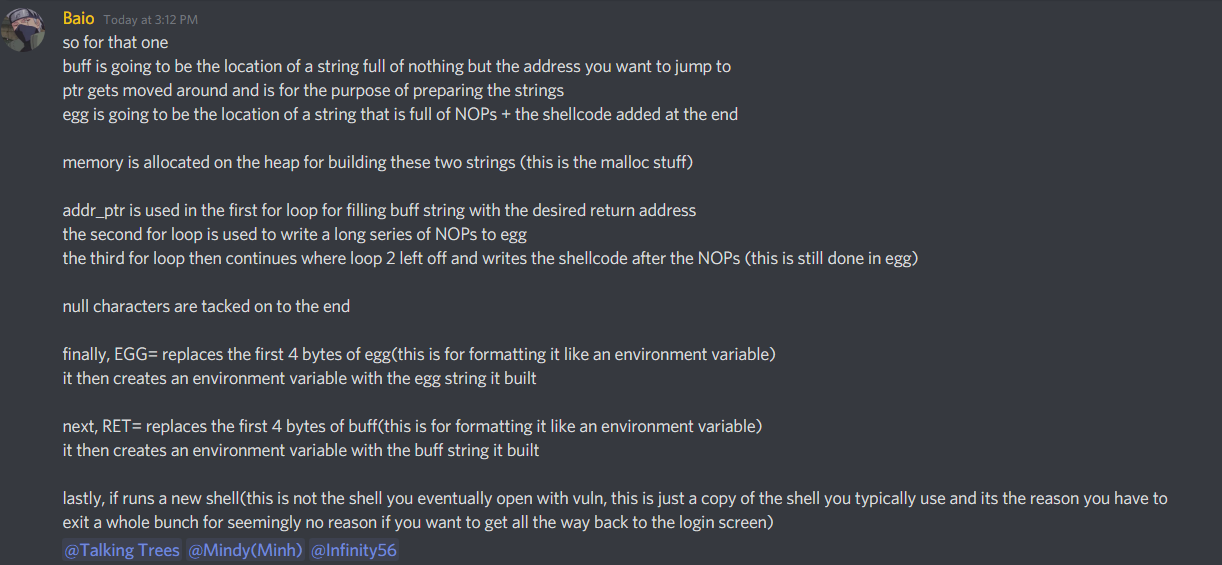 Baio Today at 3:12 PM
so for that one
buff is going to be the location of a string full of nothing but the address you want to jump to
ptr gets moved around and is for the purpose of preparing the strings
egg is going to be the location of a string that is full of NOPs + the shellcode added at the end
memory is allocated on the heap for building these two strings (this is the malloc stuff)
addr_ptr is used in the first for loop for filling buff string with the desired return address
the second for loop is used to write a long series of NOPs to egg
the third for loop then continues where loop 2 left off and writes the shellcode after the NOPs (this is still done in egg)
null characters are tacked on to the end
finally, EGG= replaces the first 4 bytes of egg(this is for formatting it like an environment variable)
it then creates an environment variable with the egg string it built
next, RET= replaces the first 4 bytes of buff(this is for formatting it like an environment variable)
it then creates an environment variable with the buff string it built
lastly, if runs a new shell(this is not the shell you eventually open with vuln, this is just a copy of the shell you typically use and its the reason you have to
exit a whole bunch for seemingly no reason if you want to get all the way back to the login screen)
@Talking Trees @Mindy(Minh) @Infinity56